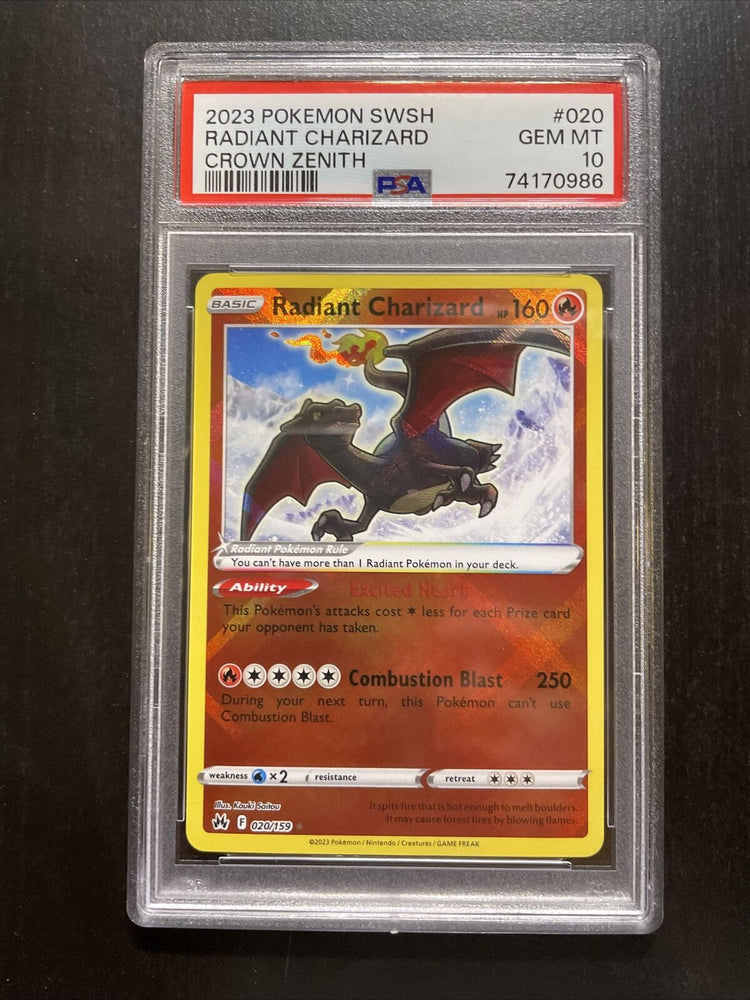 2023 POKEMON SWSH #020
RADIANT CHARIZARD GEM MT
CROWN ZENITH 10
PSA 74170986
BASIC Radiant Charizard HP 160
Radiant Pokémon Rule
You can't have more than 1 Radiant Pokémon in your deck.
Ability Excited Heart
This Pokémon's attacks cost ✶ less for each Prize card
your opponent has taken.
Combustion Blast 250
During your next turn, this Pokémon can't use
Combustion Blast.
weakness ×2 resistance retreat
Illus. Kouki Saitou
It spits fire that is hot enough to melt boulders.
It may cause forest fires by blowing flames.
F 020/159
©2023 Pokémon / Nintendo / Creatures / GAME FREAK